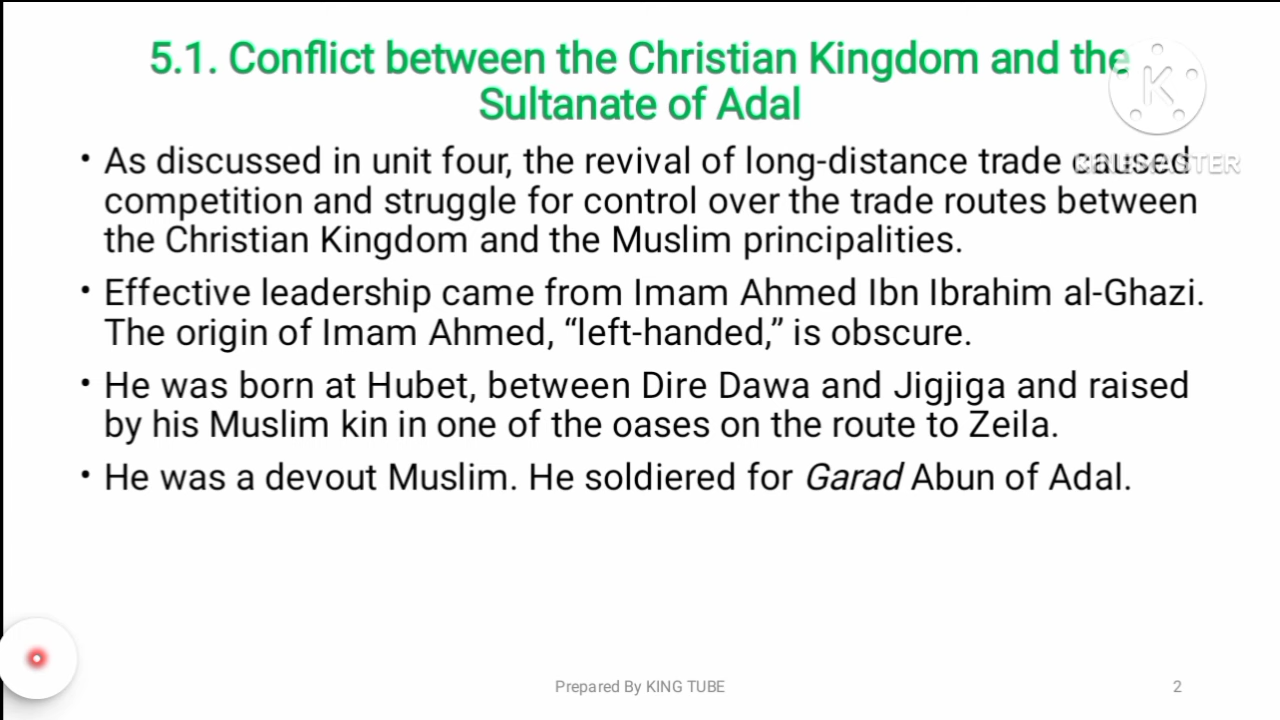 5.1. Conflict between the Christian Kingdom and the
Sultanate of Adal
K
KINEMASTER
• As discussed in unit four, the revival of long-distance trade caused
competition and struggle for control over the trade routes between
the Christian Kingdom and the Muslim principalities.
• Effective leadership came from Imam Ahmed Ibn Ibrahim al-Ghazi.
The origin of Imam Ahmed, “left-handed,” is obscure.
• He was born at Hubet, between Dire Dawa and Jigjiga and raised
by his Muslim kin in one of the oases on the route to Zeila.
• He was a devout Muslim. He soldiered for Garad Abun of Adal.
Prepared By KING TUBE
2